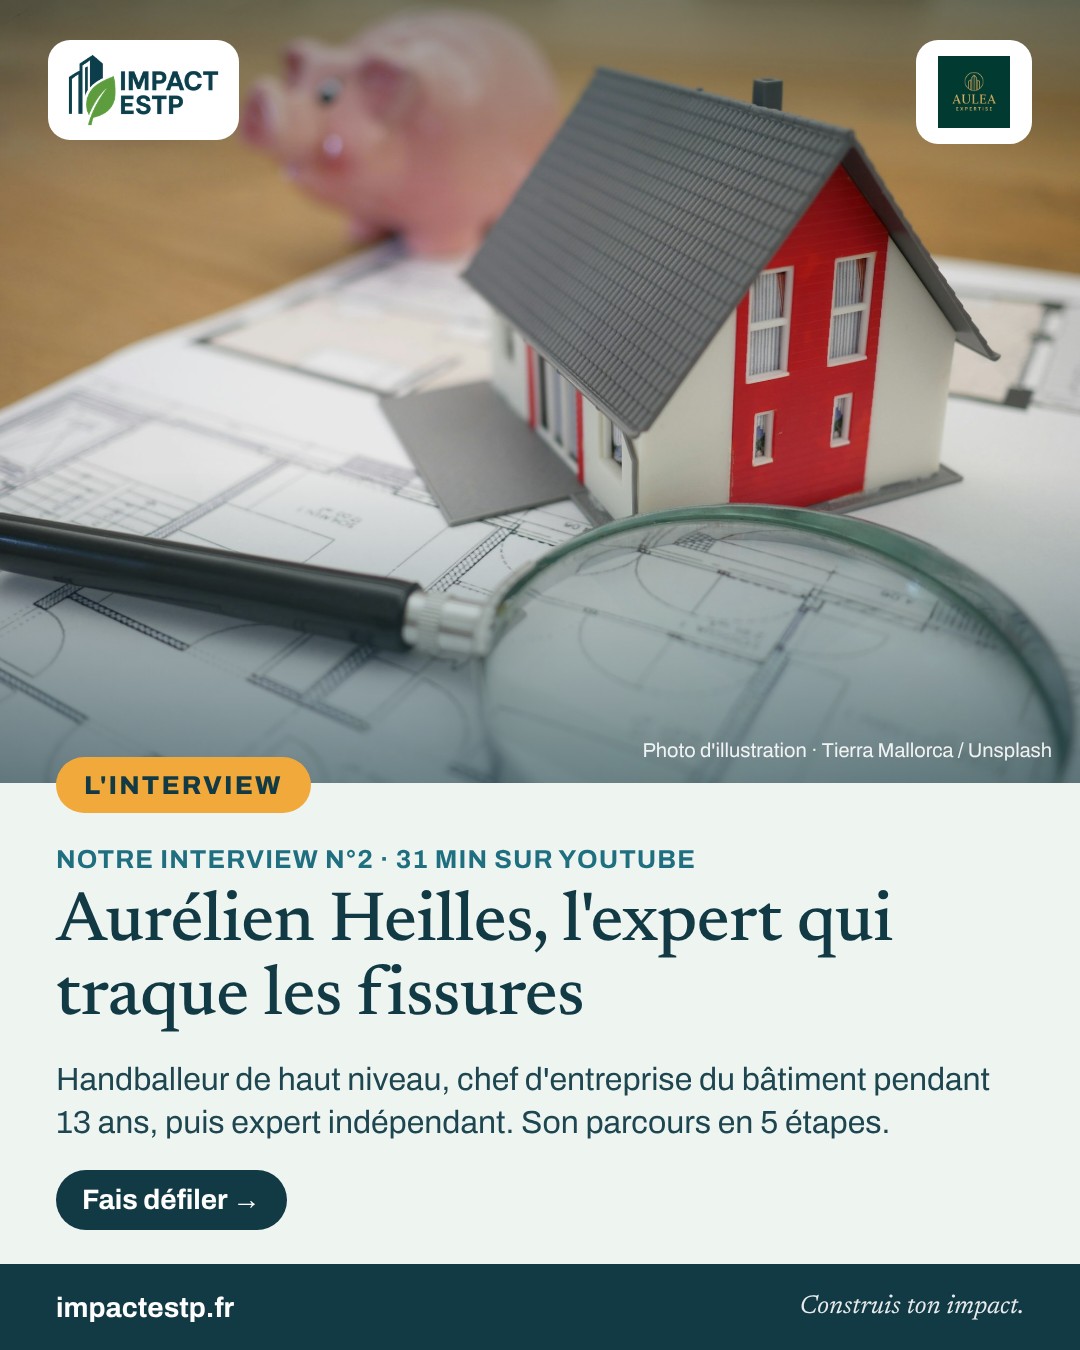 IMPACT
ESTP
AULEA
EXPERTISE
Photo d'illustration · Tierra Mallorca / Unsplash
L'INTERVIEW
NOTRE INTERVIEW N°2 · 31 MIN SUR YOUTUBE
Aurélien Heilles, l'expert qui
traque les fissures
Handballeur de haut niveau, chef d'entreprise du bâtiment pendant
13 ans, puis expert indépendant. Son parcours en 5 étapes.
Fais défiler →
impactestp.fr
Construis ton impact.